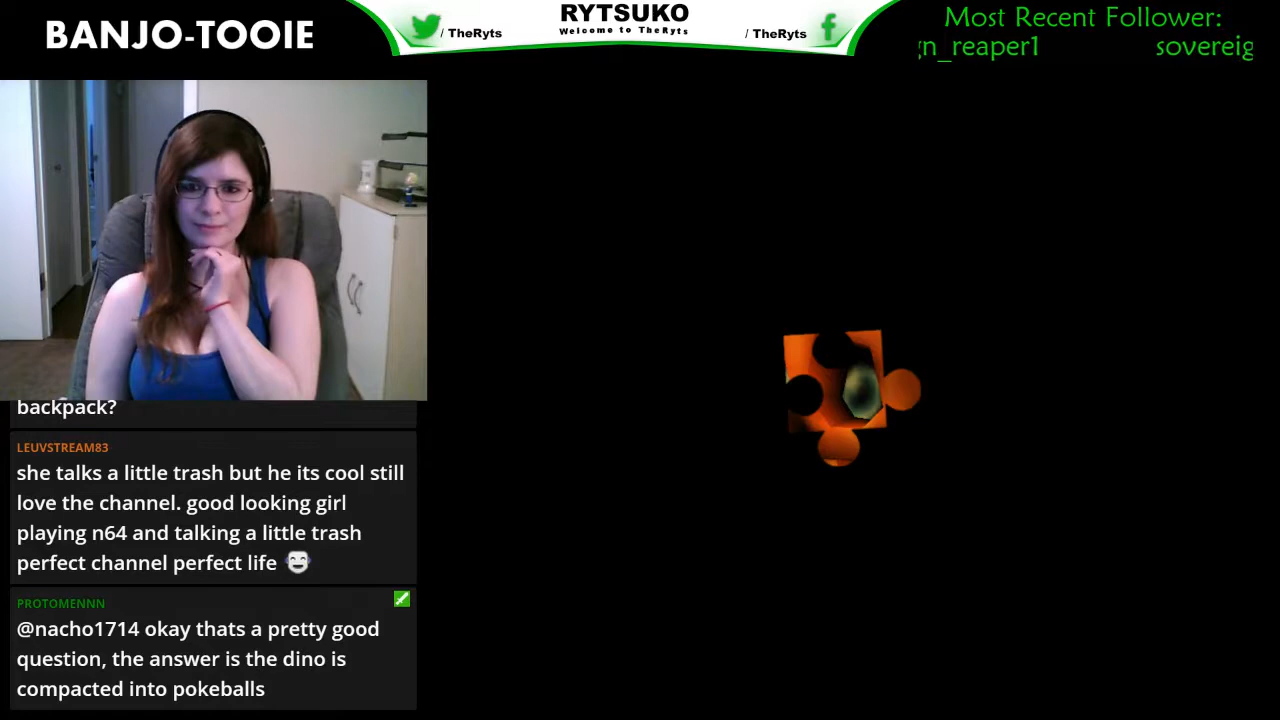 BANJO-TOOIE
/ TheRyts
RYTSUKO
Welcome to TheRyts
/ TheRyts
Most Recent Follower:
gn_reaper1 sovereig
backpack?
LEUVSTREAM83
she talks a little trash but he its cool still
love the channel. good looking girl
playing n64 and talking a little trash
perfect channel perfect life
PROTOMENNN
@nacho1714 okay thats a pretty good
question, the answer is the dino is
compacted into pokeballs